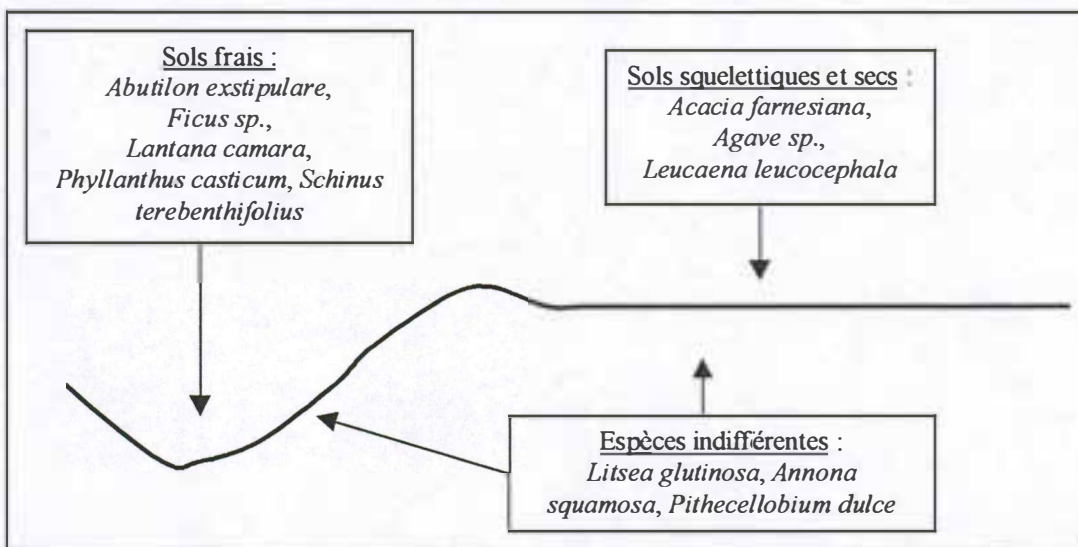 Sols frais :
Abutilon exstipulare,
Ficus sp.,
Lantana camara,
Phyllanthus casticum, Schinus
terebenthifolius
Sols squelettiques et secs :
Acacia farnesiana,
Agave sp.,
Leucaena leucocephala
Espèces indifférentes :
Litsea glutinosa, Annona
squamosa, Pithecellobium dulce